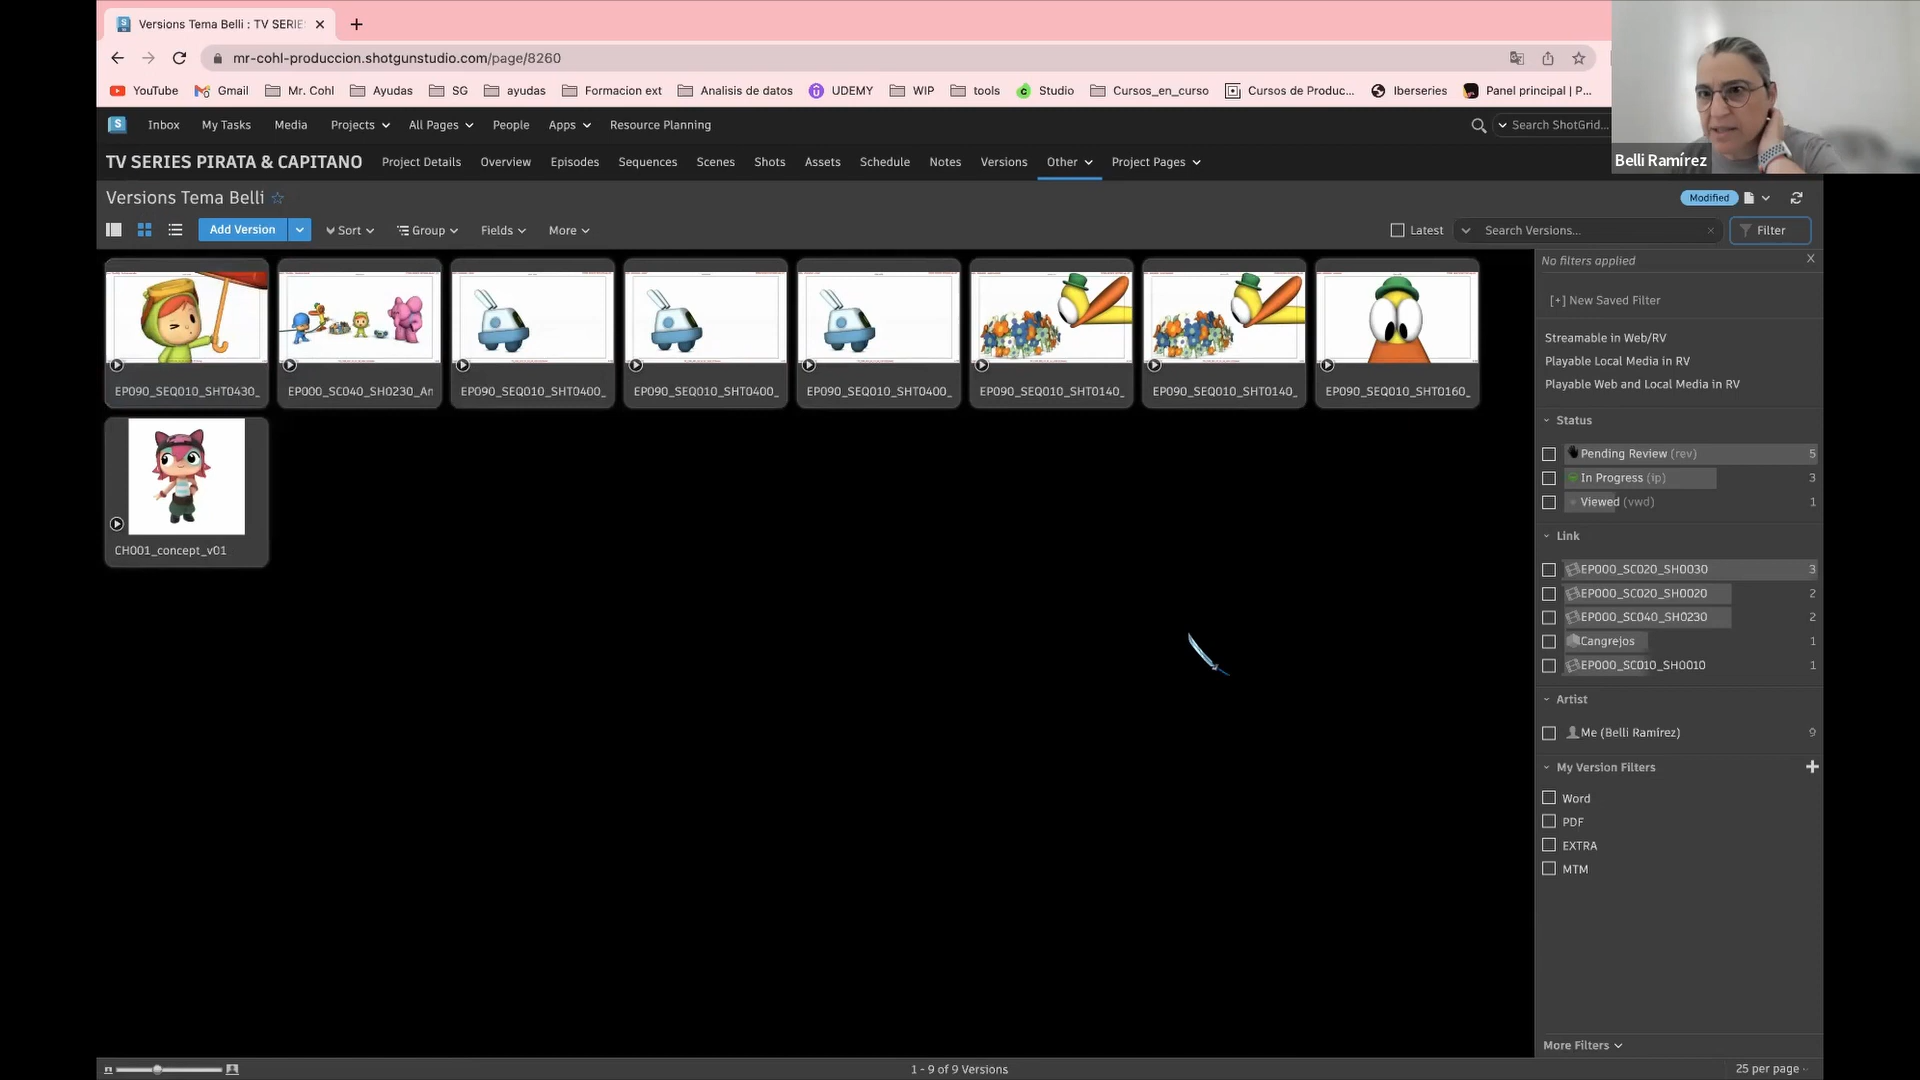 Versions Tema Belli : TV SERIE
mr-cohl-produccion.shotgunstudio.com/page/8260
YouTube Gmail Mr. Cohl Ayudas SG ayudas Formacion ext Analisis de datos UDEMY WIP tools Studio Cursos_en_curso Cursos de Produc... Iberseries Panel principal | P...
Inbox My Tasks Media Projects All Pages People Apps Resource Planning Search ShotGrid...
Belli Ramírez
TV SERIES PIRATA & CAPITANO Project Details Overview Episodes Sequences Scenes Shots Assets Schedule Notes Versions Other Project Pages
Versions Tema Belli Modified
Add Version Sort Group Fields More Latest Search Versions... Filter
No filters applied X
[+] New Saved Filter
Streamable in Web/RV
Playable Local Media in RV
Playable Web and Local Media in RV
EP090_SEQ010_SHT0430_ EP000_SC040_SH0230_An EP090_SEQ010_SHT0400_ EP090_SEQ010_SHT0400_ EP090_SEQ010_SHT0400_ EP090_SEQ010_SHT0140_ EP090_SEQ010_SHT0140_ EP090_SEQ010_SHT0160_
CH001_concept_v01
Status
Pending Review (rev) 5
In Progress (ip) 3
Viewed (vwd) 1
Link
EP000_SC020_SH0030 3
EP000_SC020_SH0020 2
EP000_SC040_SH0230 2
Cangrejos 1
EP000_SC010_SH0010 1
Artist
Me (Belli Ramírez) 9
My Version Filters
Word
PDF
EXTRA
MTM
More Filters
1 - 9 of 9 Versions
25 per page